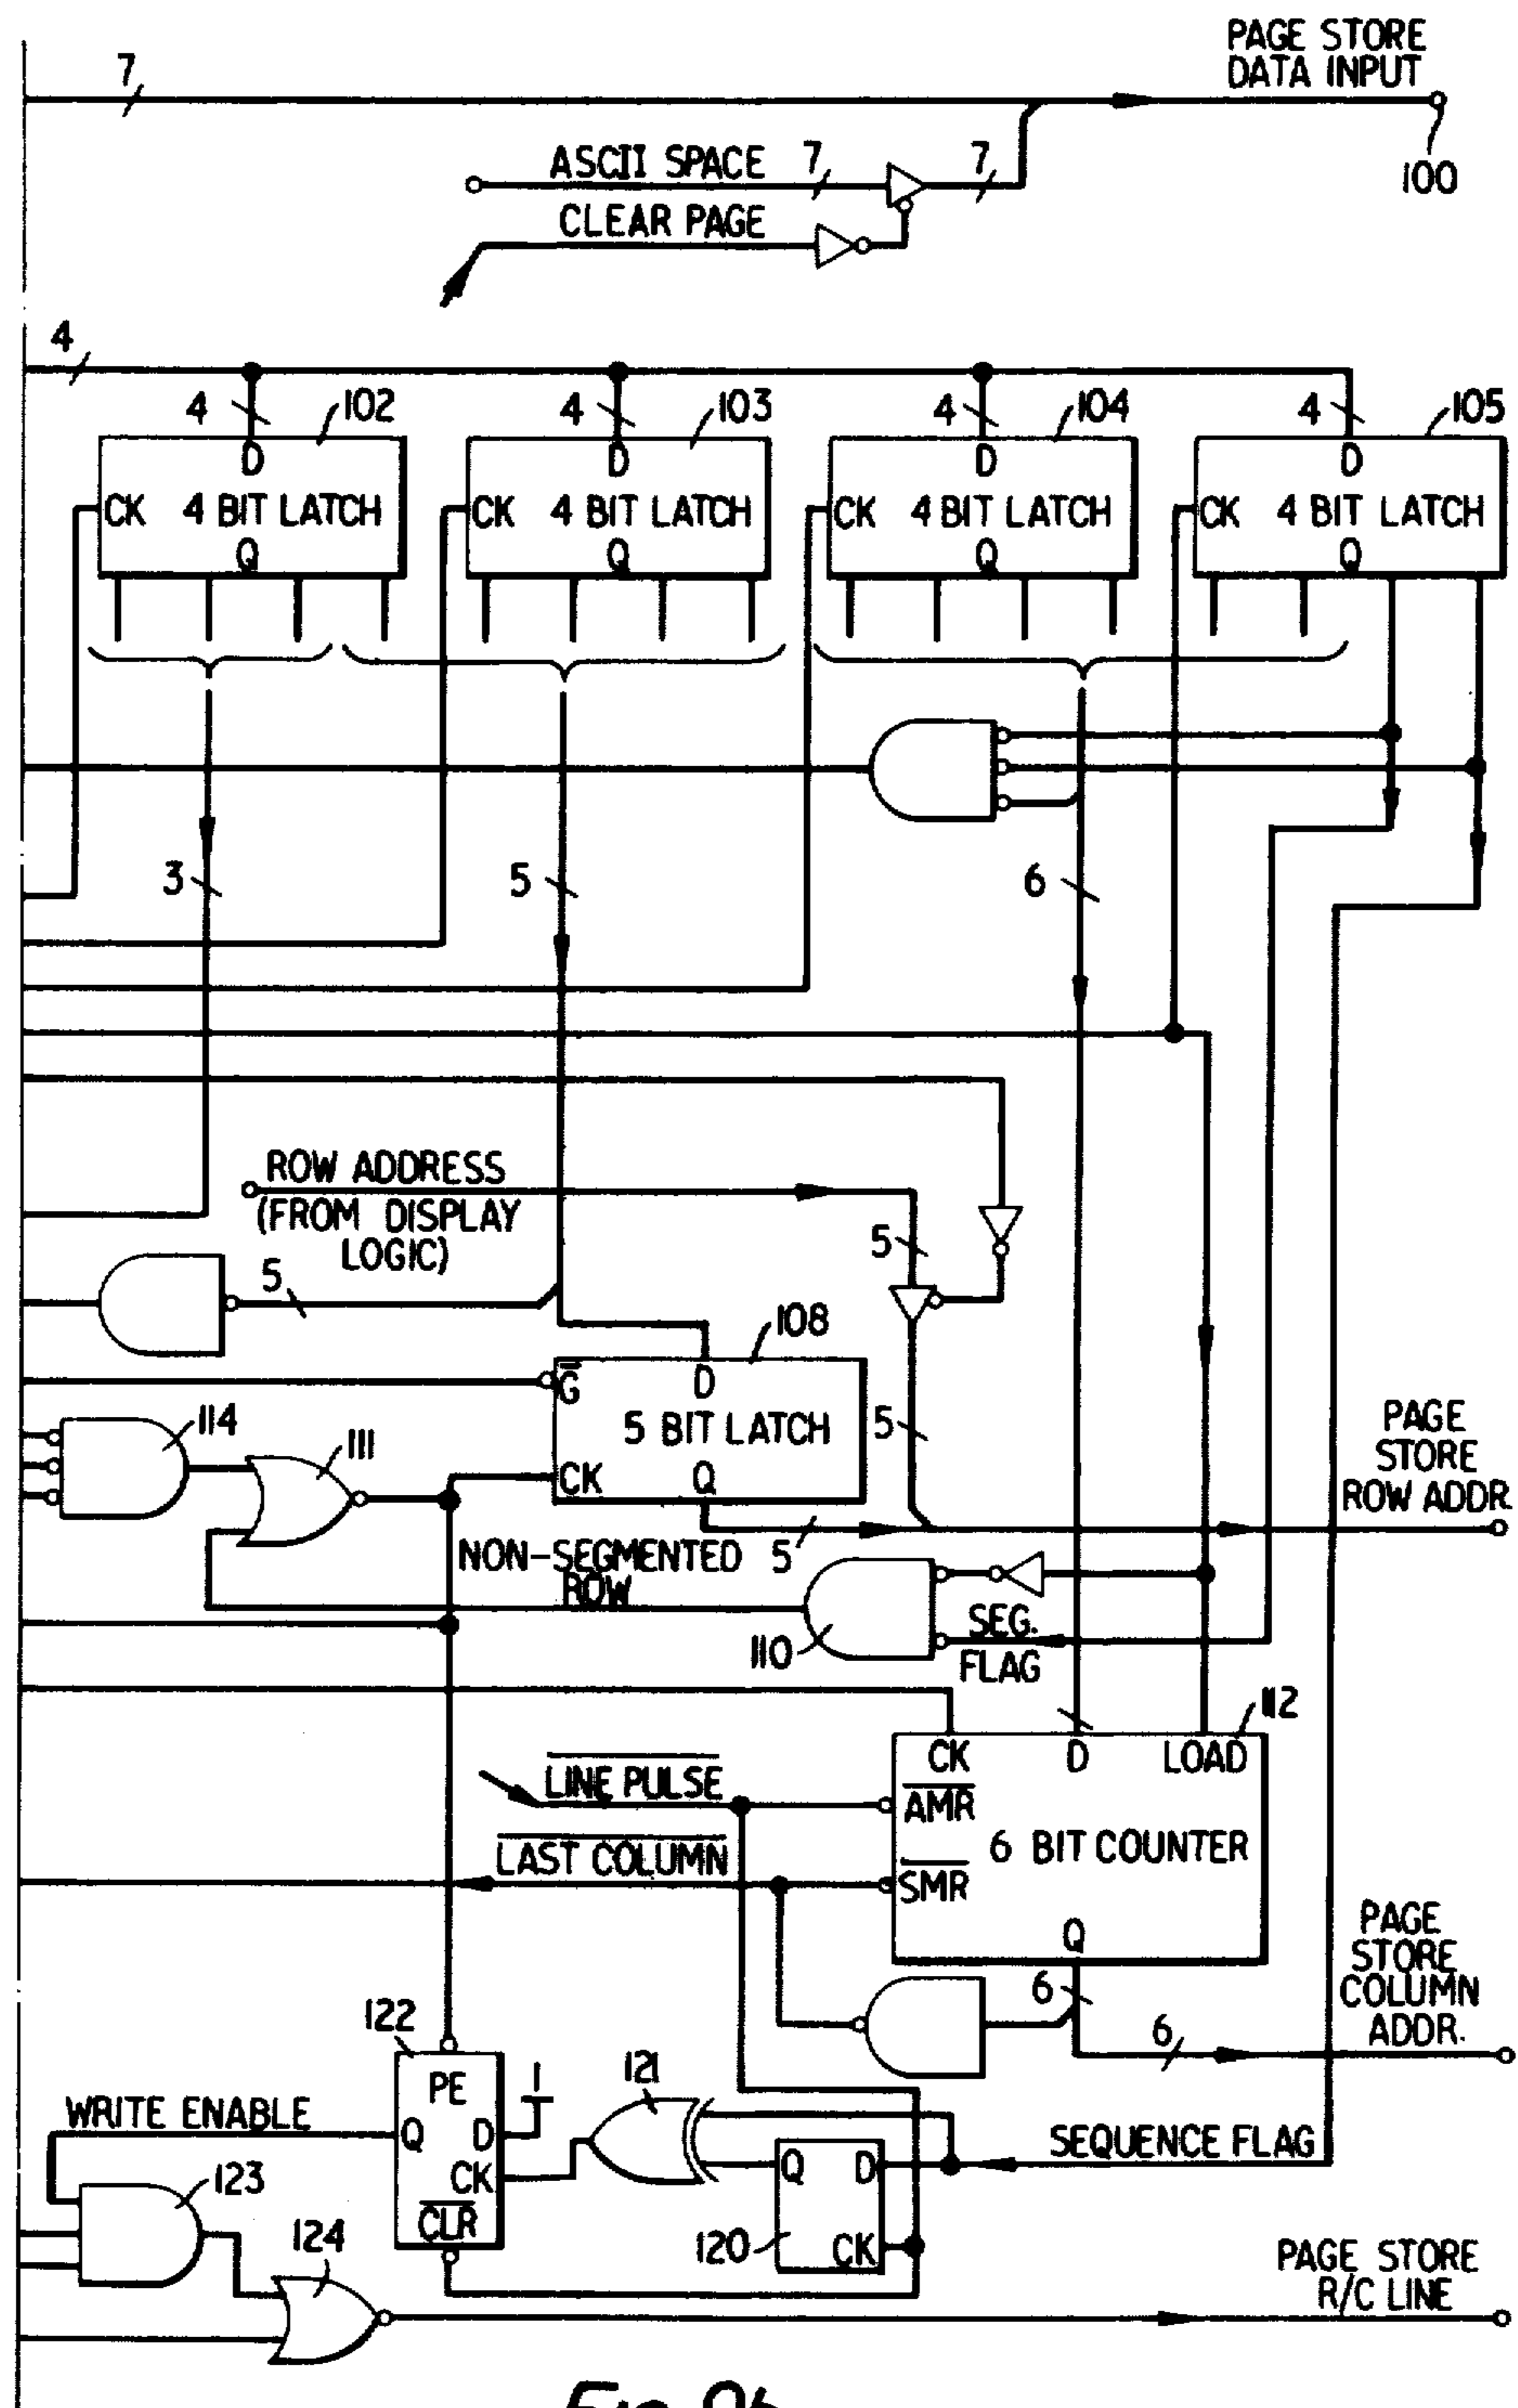 PAGE STORE
DATA INPUT
7
100
ASCII SPACE 7 7
CLEAR PAGE
4
4 102 4 103 4 104 4 105
D D D D
CK 4 BIT LATCH CK 4 BIT LATCH CK 4 BIT LATCH CK 4 BIT LATCH
Q Q Q Q
3 5 6
ROW ADDRESS
(FROM DISPLAY
LOGIC)
5
5
108
G D
5 BIT LATCH
CK Q
114
111
5
PAGE
STORE
ROW ADDR.
NON-SEGMENTED 5
ROW
110
SEG.
FLAG
112
CK D LOAD
LINE PULSE
AMR
6 BIT COUNTER
LAST COLUMN
SMR
Q
6
PAGE
STORE
COLUMN
ADDR.
6
122
PE
1
121
WRITE ENABLE
Q D
CK
CLR
SEQUENCE FLAG
Q D
120 CK
123
124
PAGE STORE
R/C LINE